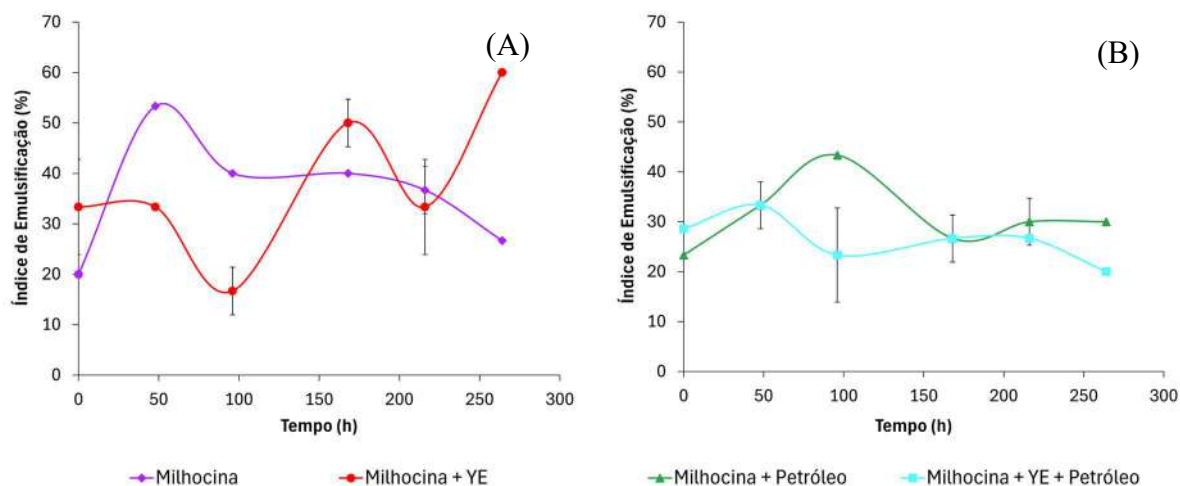 (A)
Índice de Emulsificação (%)
70
60
50
40
30
20
10
0
0 50 100 150 200 250 300
Tempo (h)
Milhocina Milhocina + YE
(B)
Índice de Emulsificação (%)
70
60
50
40
30
20
10
0
0 50 100 150 200 250 300
Tempo (h)
Milhocina + Petróleo Milhocina + YE + Petróleo